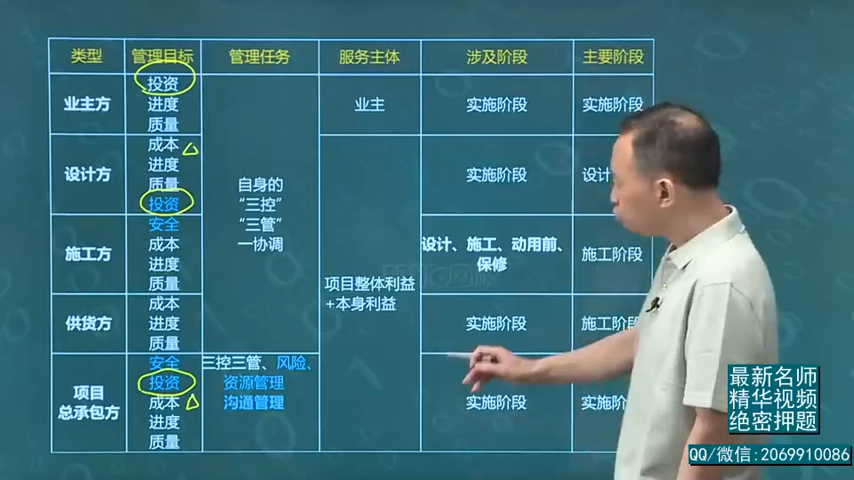 类型 管理目标 管理任务 服务主体 涉及阶段 主要阶段
业主方
投资
进度
质量
业主
实施阶段
实施阶段
设计方
成本
进度
质量
投资
自身的
“三控”
“三管”
一协调
项目整体利益
+本身利益
实施阶段
设计
施工方
安全
成本
进度
质量
设计、施工、动用前、
保修
施工阶段
供货方
成本
进度
质量
实施阶段
施工阶
项目
总承包方
安全
投资
成本
进度
质量
三控三管、风险、
资源管理
沟通管理
实施阶段
实施阶
最新名师
精华视频
绝密押题
QQ/微信:2069910086